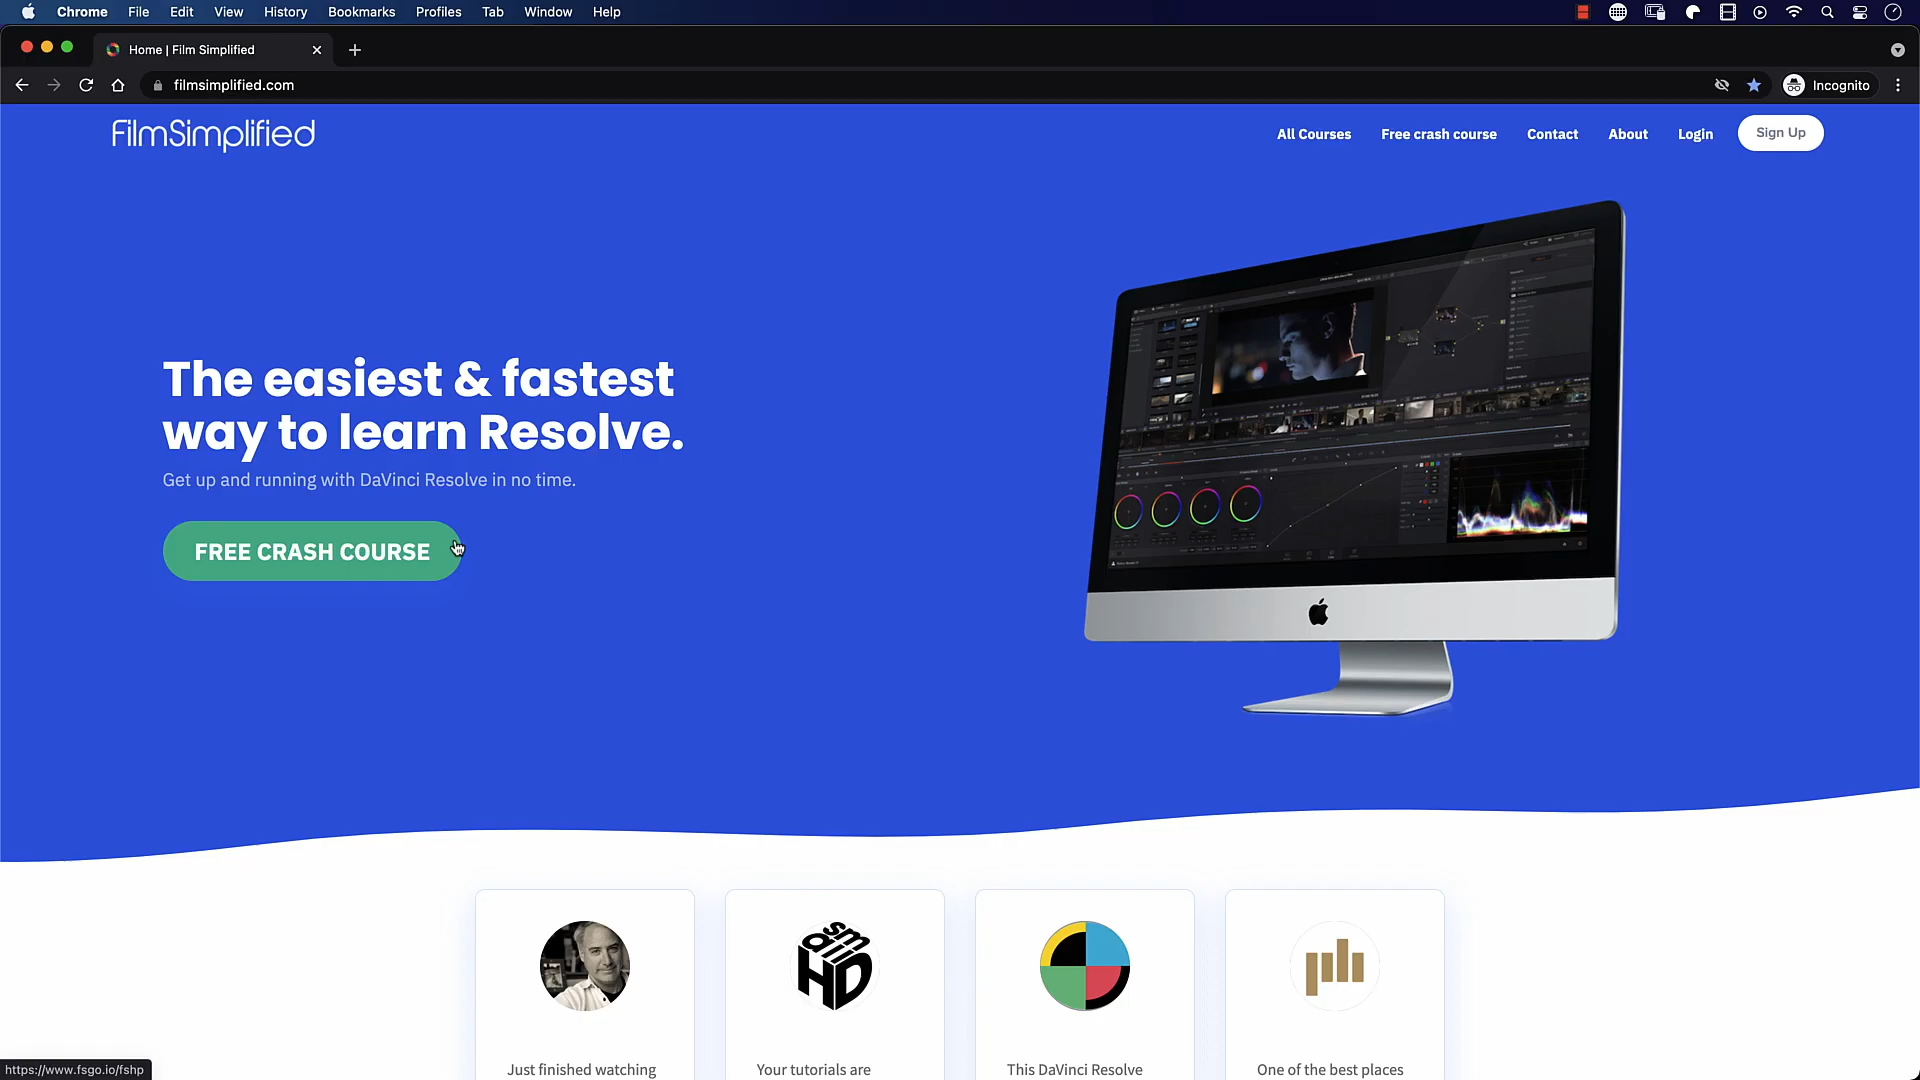 Chrome File Edit View History Bookmarks Profiles Tab Window Help
Home | Film Simplified
filmsimplified.com
Incognito
FilmSimplified
All Courses Free crash course Contact About Login Sign Up
The easiest & fastest
way to learn Resolve.
Get up and running with DaVinci Resolve in no time.
FREE CRASH COURSE
smallHD
Just finished watching Your tutorials are This DaVinci Resolve One of the best places
https://www.fsgo.io/fshp